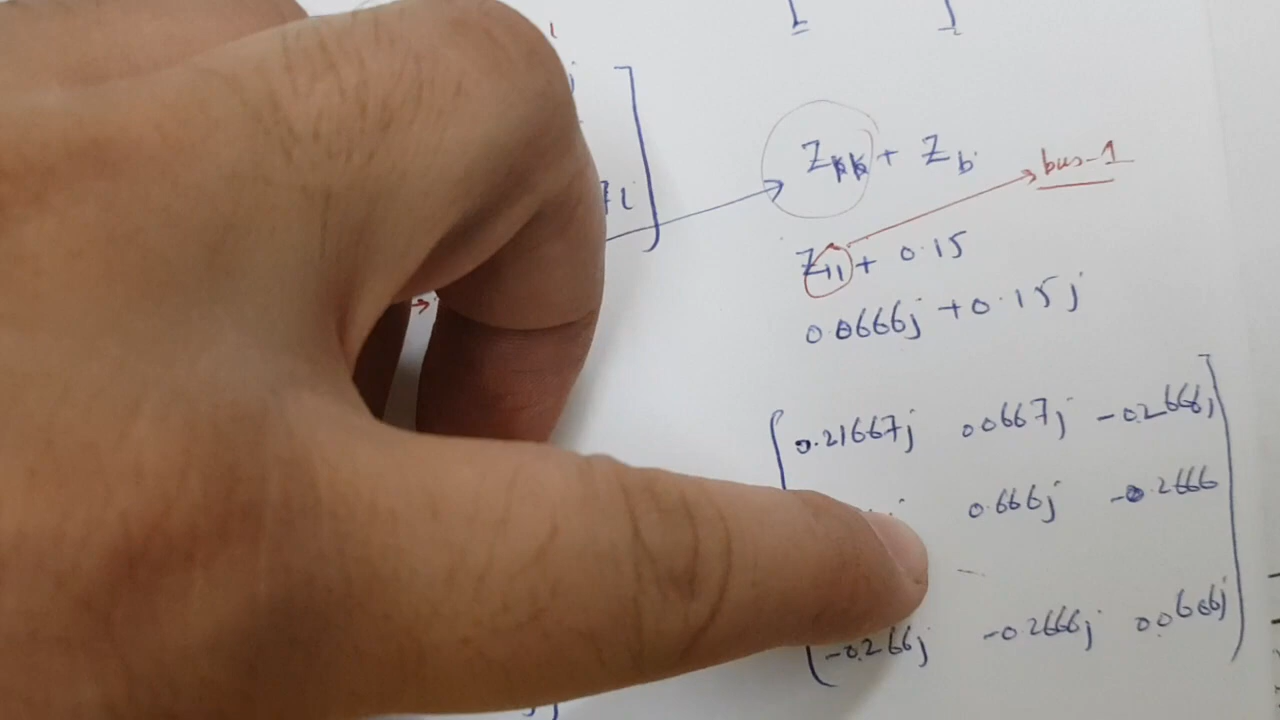 Zkk + Zb
bus-1
Z11 + 0.15
0.0666j + 0.15j
0.21667j 0.0667j -0.2666j
0.666j -0.2666
-0.266j -0.2666j 0.0666j